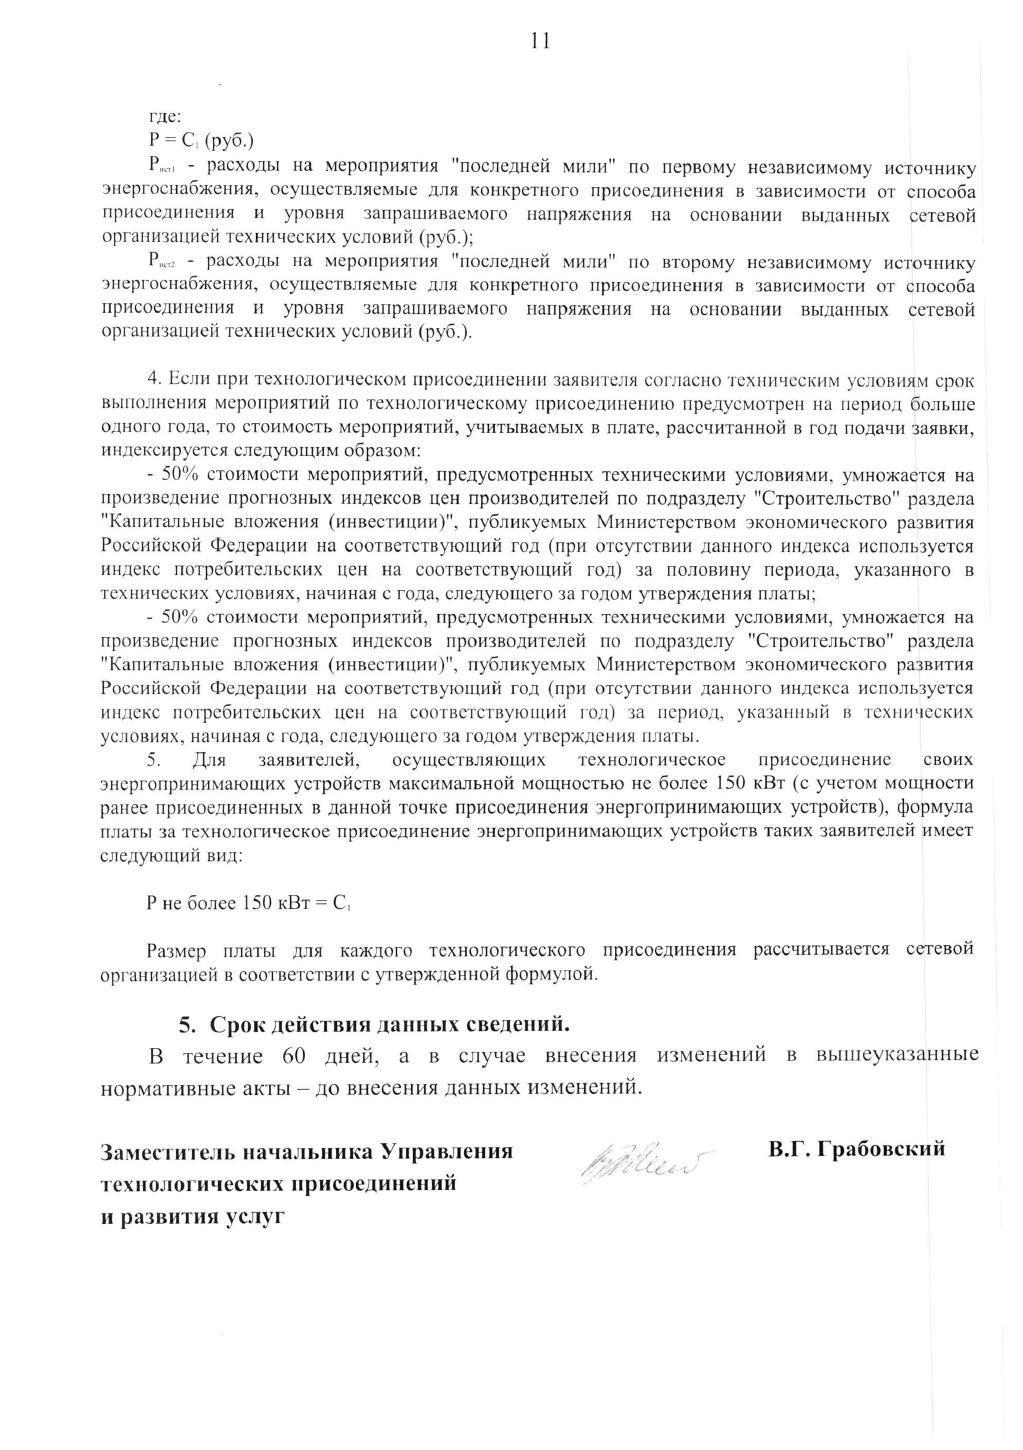 11
где:
Р = С₁ (руб.)
Рист1 - расходы на мероприятия "последней мили" по первому независимому источнику
энергоснабжения, осуществляемые для конкретного присоединения в зависимости от способа
присоединения и уровня запрашиваемого напряжения на основании выданных сетевой
организацией технических условий (руб.);
Рист2 - расходы на мероприятия "последней мили" по второму независимому источнику
энергоснабжения, осуществляемые для конкретного присоединения в зависимости от способа
присоединения и уровня запрашиваемого напряжения на основании выданных сетевой
организацией технических условий (руб.).
4. Если при технологическом присоединении заявителя согласно техническим условиям срок
выполнения мероприятий по технологическому присоединению предусмотрен на период больше
одного года, то стоимость мероприятий, учитываемых в плате, рассчитанной в год подачи заявки,
индексируется следующим образом:
- 50% стоимости мероприятий, предусмотренных техническими условиями, умножается на
произведение прогнозных индексов цен производителей по подразделу "Строительство" раздела
"Капитальные вложения (инвестиции)", публикуемых Министерством экономического развития
Российской Федерации на соответствующий год (при отсутствии данного индекса используется
индекс потребительских цен на соответствующий год) за половину периода, указанного в
технических условиях, начиная с года, следующего за годом утверждения платы;
- 50% стоимости мероприятий, предусмотренных техническими условиями, умножается на
произведение прогнозных индексов производителей по подразделу "Строительство" раздела
"Капитальные вложения (инвестиции)", публикуемых Министерством экономического развития
Российской Федерации на соответствующий год (при отсутствии данного индекса используется
индекс потребительских цен на соответствующий год) за период, указанный в технических
условиях, начиная с года, следующего за годом утверждения платы.
5. Для заявителей, осуществляющих технологическое присоединение своих
энергопринимающих устройств максимальной мощностью не более 150 кВт (с учетом мощности
ранее присоединенных в данной точке присоединения энергопринимающих устройств), формула
платы за технологическое присоединение энергопринимающих устройств таких заявителей имеет
следующий вид:
Р не более 150 кВт = С₁
Размер платы для каждого технологического присоединения рассчитывается сетевой
организацией в соответствии с утвержденной формулой.
5. Срок действия данных сведений.
В течение 60 дней, а в случае внесения изменений в вышеуказанные
нормативные акты – до внесения данных изменений.
Заместитель начальника Управления
технологических присоединений
и развития услуг
В.Г. Грабовский